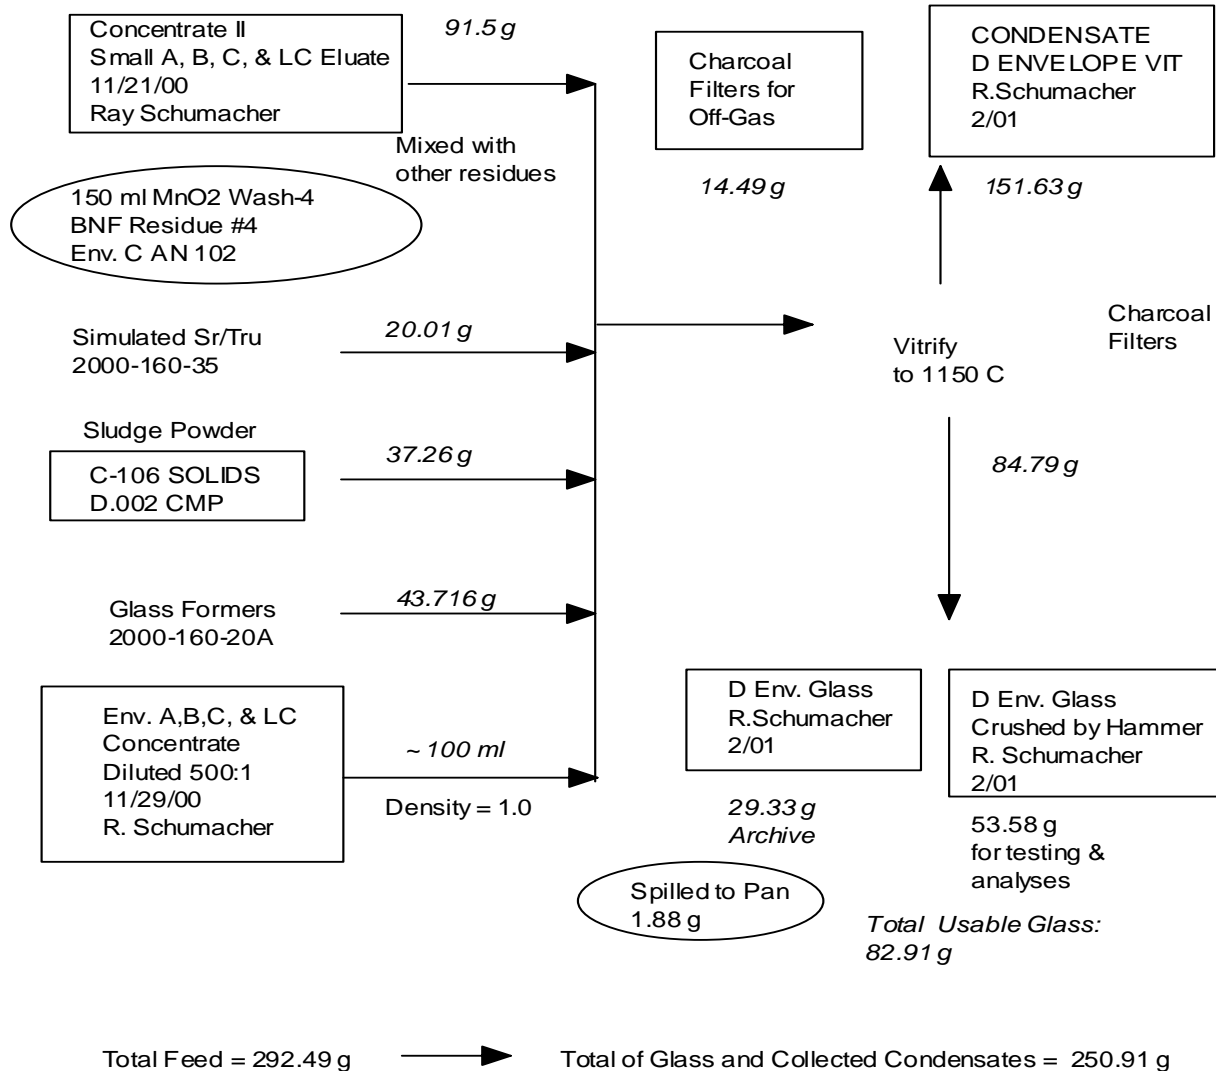 Concentrate II
Small A, B, C, & LC Eluate
11/21/00
Ray Schumacher
91.5 g
Mixed with
other residues
150 ml MnO2 Wash-4
BNF Residue #4
Env. C AN 102
Simulated Sr/Tru
2000-160-35
20.01 g
Sludge Powder
C-106 SOLIDS
D.002 CMP
37.26 g
Glass Formers
2000-160-20A
43.716 g
Env. A,B,C, & LC
Concentrate
Diluted 500:1
11/29/00
R. Schumacher
~ 100 ml
Density = 1.0
Charcoal
Filters for
Off-Gas
14.49 g
CONDENSATE
D ENVELOPE VIT
R.Schumacher
2/01
151.63 g
Vitrify
to 1150 C
Charcoal
Filters
84.79 g
D Env. Glass
R.Schumacher
2/01
29.33 g
Archive
D Env. Glass
Crushed by Hammer
R. Schumacher
2/01
53.58 g
for testing &
analyses
Spilled to Pan
1.88 g
Total Usable Glass:
82.91 g
Total Feed = 292.49 g
Total of Glass and Collected Condensates = 250.91 g